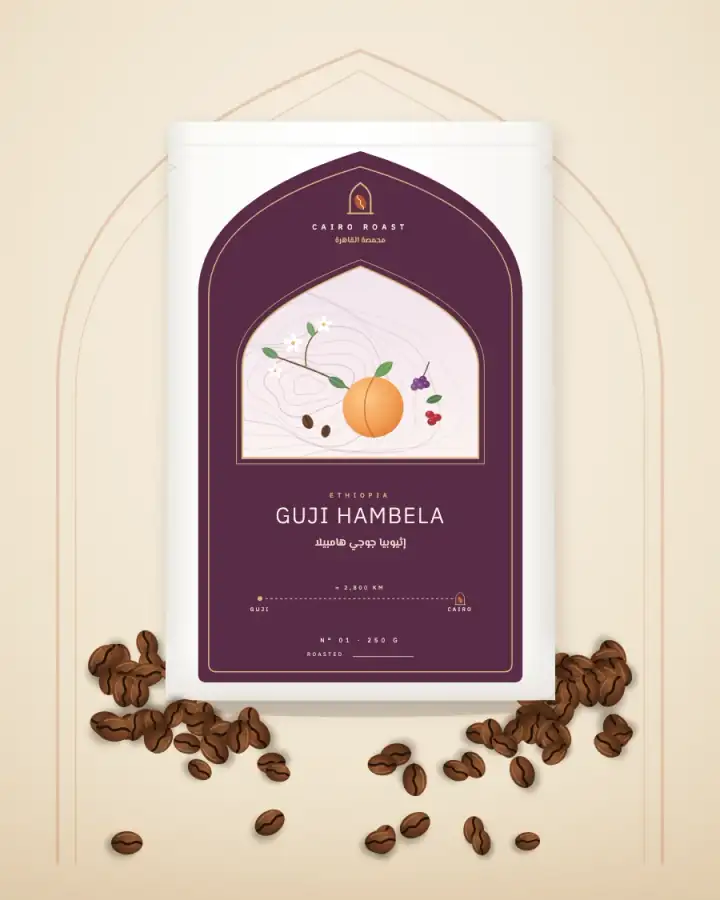 CAIRO ROAST
محمصة القاهرة
ETHIOPIA
GUJI HAMBELA
إثيوبيا جوجي هامبيلا
≈ 2,800 KM
GUJI
CAIRO
N° 01 · 250 G
ROASTED